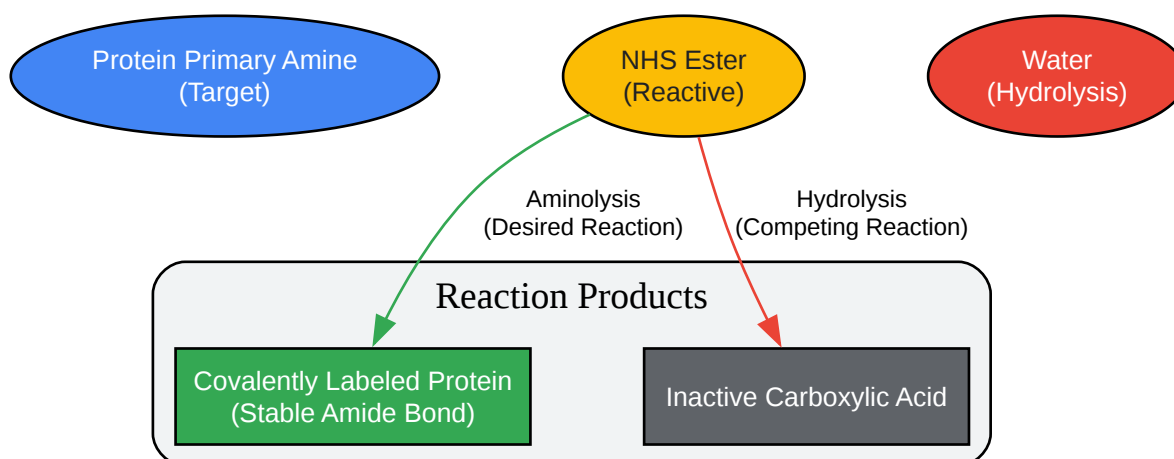 Protein Primary Amine
(Target)
NHS Ester
(Reactive)
Water
(Hydrolysis)
Aminolysis
(Desired Reaction)
Hydrolysis
(Competing Reaction)
Reaction Products
Covalently Labeled Protein
(Stable Amide Bond)
Inactive Carboxylic Acid